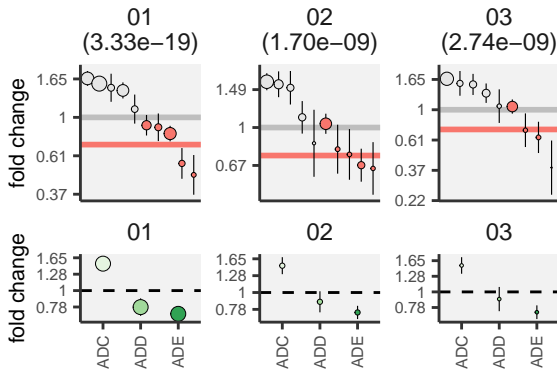 01
(3.33e−19)
02
(1.70e−09)
03
(2.74e−09)
fold change
1.65
1
0.61
0.37
1.49
1
0.67
1.65
1
0.61
0.37
0.22
01
02
03
fold change
1.65
1.28
1
0.78
1.65
1.28
1
0.78
1.65
1.28
1
0.78
ADC
ADD
ADE
ADC
ADD
ADE
ADC
ADD
ADE